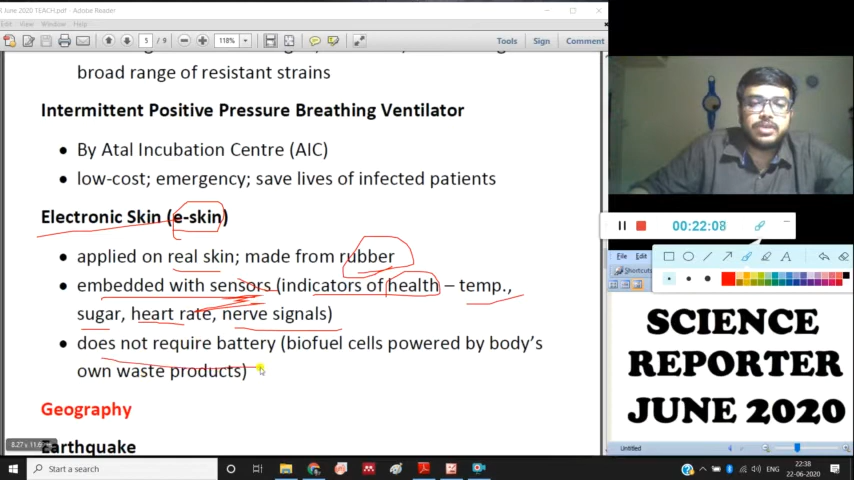 June 2020 TEACH.pdf - Adobe Reader
Edit View Window Help
5 / 9 118% Tools Sign Comment
broad range of resistant strains
Intermittent Positive Pressure Breathing Ventilator
• By Atal Incubation Centre (AIC)
• low-cost; emergency; save lives of infected patients
Electronic Skin (e-skin)
• applied on real skin; made from rubber
• embedded with sensors (indicators of health – temp.,
sugar, heart rate, nerve signals)
• does not require battery (biofuel cells powered by body's
own waste products)
Geography
Earthquake
00:22:08
File Edit
Shortcuts
A
SCIENCE
REPORTER
JUNE 2020
Untitled
Start a search
ENG
22:38
22-06-2020